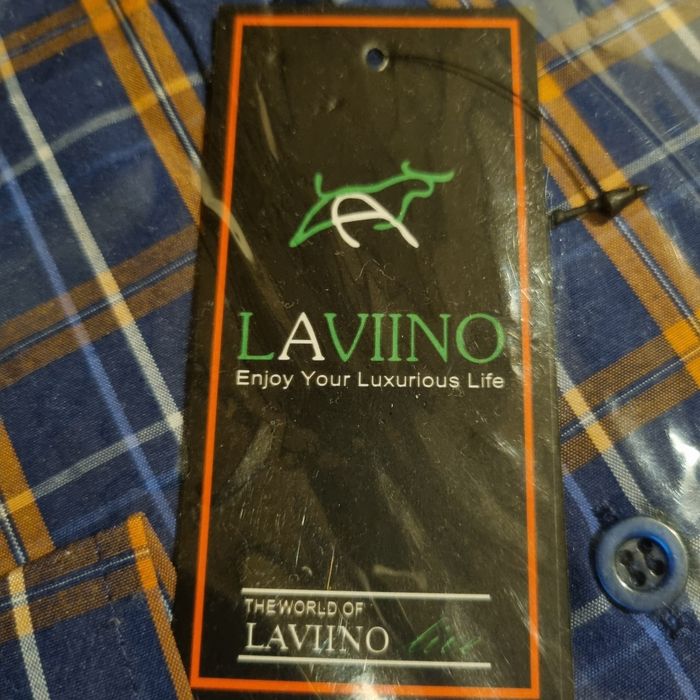 LAVIINO
Enjoy Your Luxurious Life
THE WORLD OF
LAVIINO